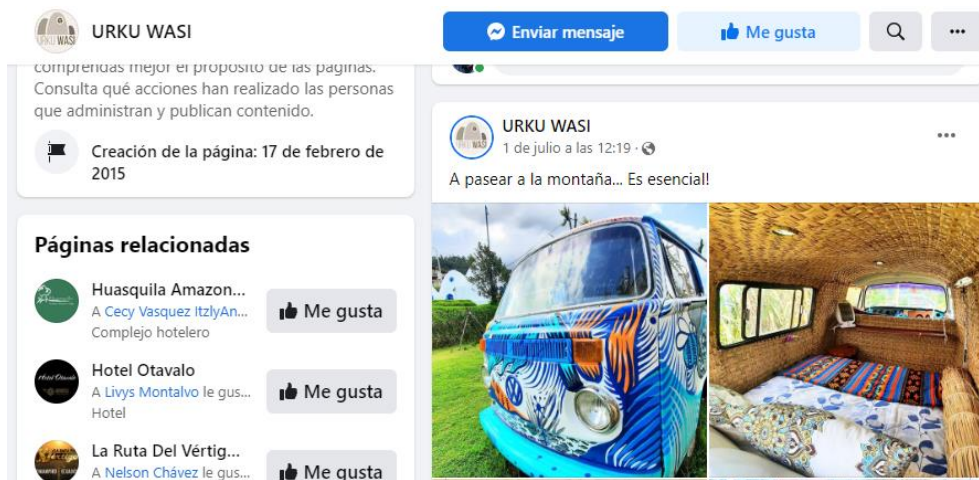 URKU WASI
Enviar mensaje
Me gusta
comprendas mejor el propósito de las páginas.
Consulta qué acciones han realizado las personas
que administran y publican contenido.
Creación de la página: 17 de febrero de
2015
Páginas relacionadas
Huasquila Amazon...
A Cecy Vasquez ItzlyAn...
Complejo hotelero
Me gusta
Hotel Otavalo
A Livys Montalvo le gus...
Hotel
Me gusta
La Ruta Del Vértig...
A Nelson Chávez le gus...
Me gusta
URKU WASI
1 de julio a las 12:19 ·
A pasear a la montaña... Es esencial!